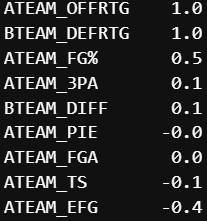 ATEAM_OFFRTG 1.0
BTEAM_DEFRTG 1.0
ATEAM_FG% 0.5
ATEAM_3PA 0.1
BTEAM_DIFF 0.1
ATEAM_PIE -0.0
ATEAM_FGA 0.0
ATEAM_TS -0.1
ATEAM_EFG -0.4